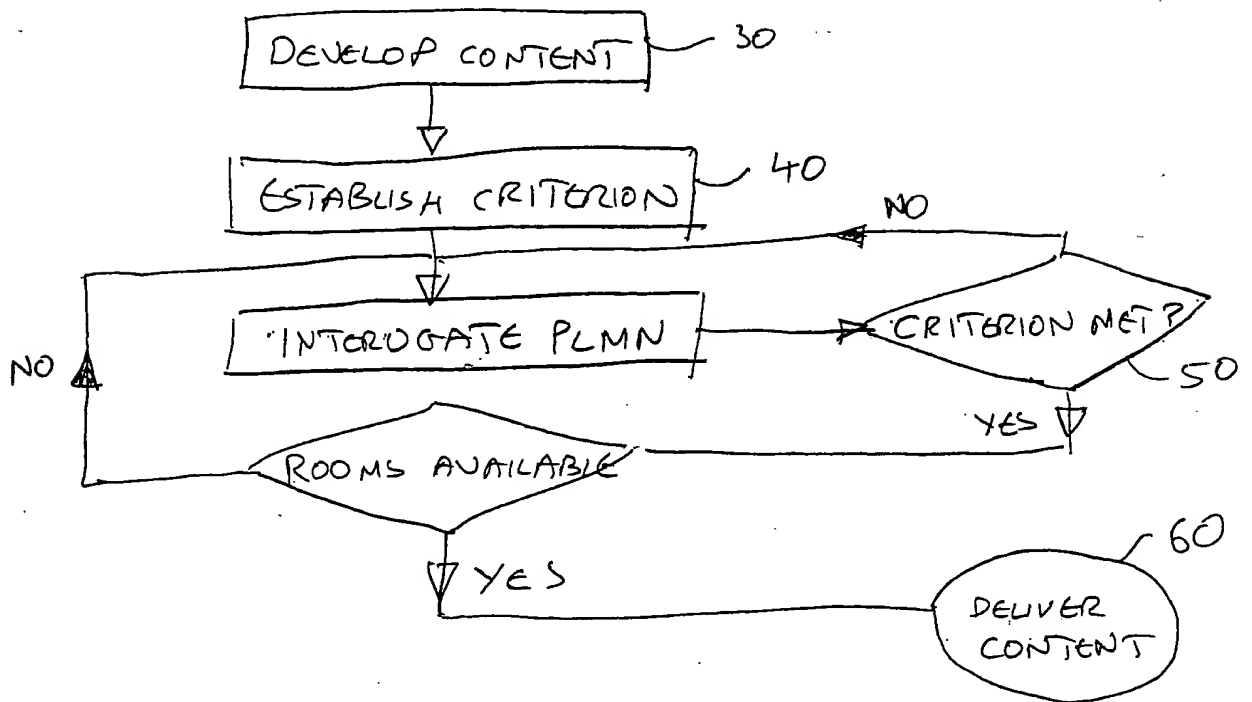 DEVELOP CONTENT
30
ESTABLISH CRITERION
40
NO
INTEROGATE PLMN
CRITERION MET?
50
NO
YES
ROOMS AVAILABLE
YES
60
DELIVER
CONTENT